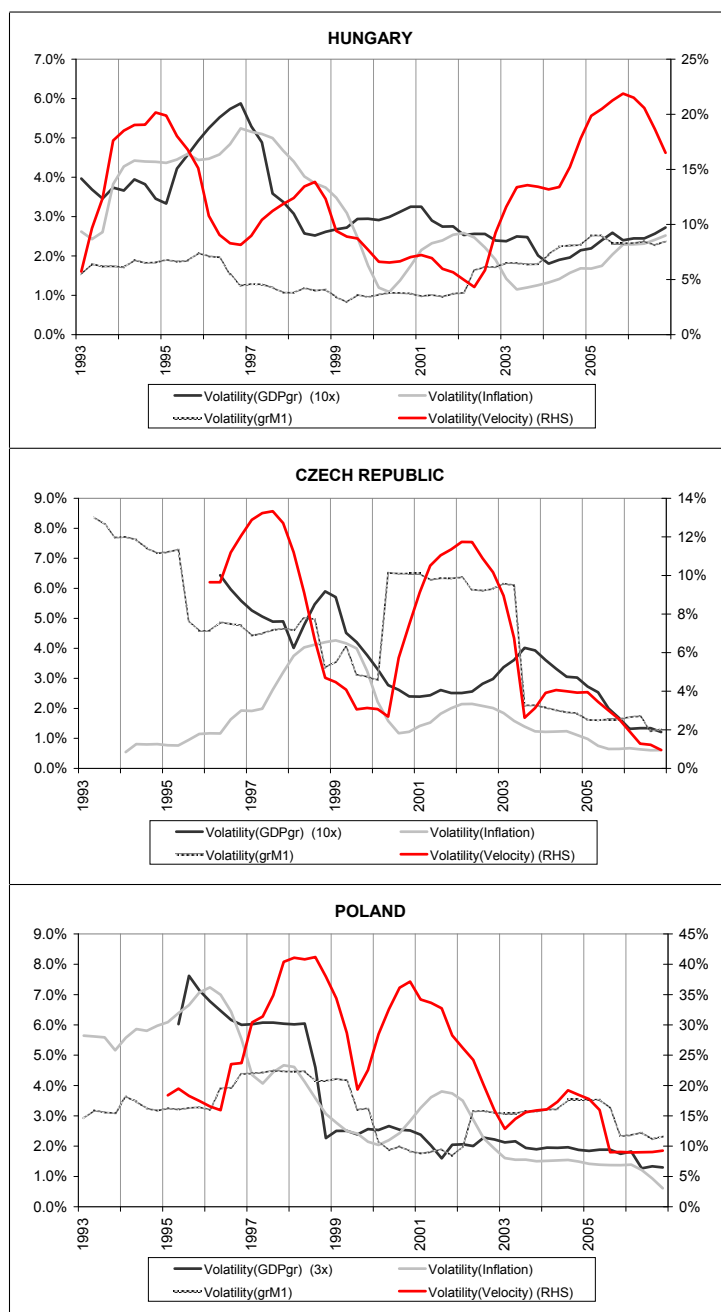 HUNGARY
7.0% 25%
6.0% 20%
5.0%
4.0% 15%
3.0% 10%
2.0%
5%
1.0%
0.0% 0%
1993 1995 1997 1999 2001 2003 2005
Volatility(GDPgr) (10x) Volatility(Inflation)
Volatility(grM1) Volatility(Velocity) (RHS)
CZECH REPUBLIC
9.0% 14%
8.0% 12%
7.0%
10%
6.0%
5.0% 8%
4.0% 6%
3.0%
4%
2.0%
1.0% 2%
0.0% 0%
1993 1995 1997 1999 2001 2003 2005
Volatility(GDPgr) (10x) Volatility(Inflation)
Volatility(grM1) Volatility(Velocity) (RHS)
POLAND
9.0% 45%
8.0% 40%
7.0% 35%
6.0% 30%
5.0% 25%
4.0% 20%
3.0% 15%
2.0% 10%
1.0% 5%
0.0% 0%
1993 1995 1997 1999 2001 2003 2005
Volatility(GDPgr) (3x) Volatility(Inflation)
Volatility(grM1) Volatility(Velocity) (RHS)